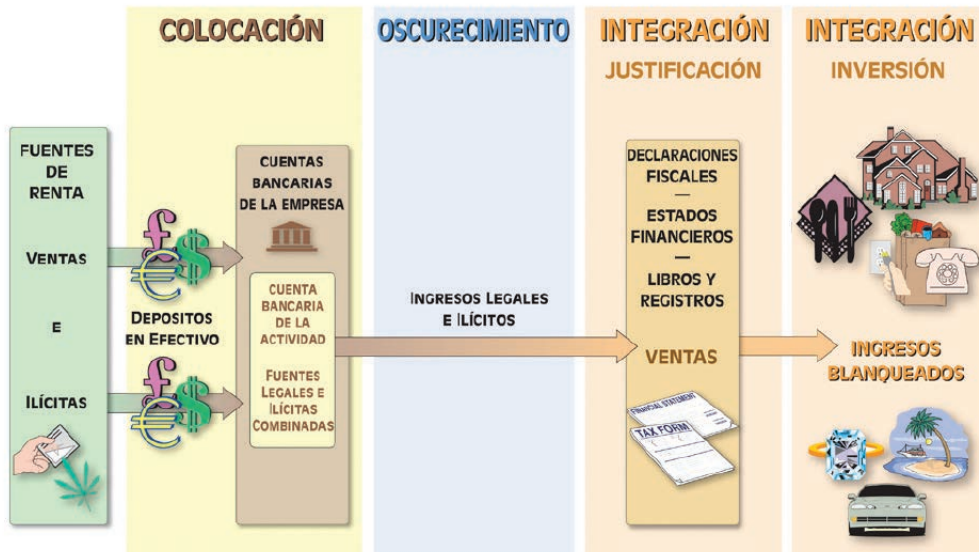 COLOCACIÓN
OSCURECIMIENTO
INTEGRACIÓN
JUSTIFICACIÓN
INTEGRACIÓN
INVERSIÓN
FUENTES
DE
RENTA
VENTAS
E
ILÍCITAS
DEPOSITOS
EN EFECTIVO
CUENTAS
BANCARIAS
DE LA EMPRESA
CUENTA
BANCARIA
DE LA
ACTIVIDAD
FUENTES
LEGALES E
ILÍCITAS
COMBINADAS
INGRESOS LEGALES
E ILÍCITOS
DECLARACIONES
FISCALES
—
ESTADOS
FINANCIEROS
—
LIBROS Y
REGISTROS
VENTAS
FINANCIAL STATEMENT
TAX FORM
INGRESOS
BLANQUEADOS